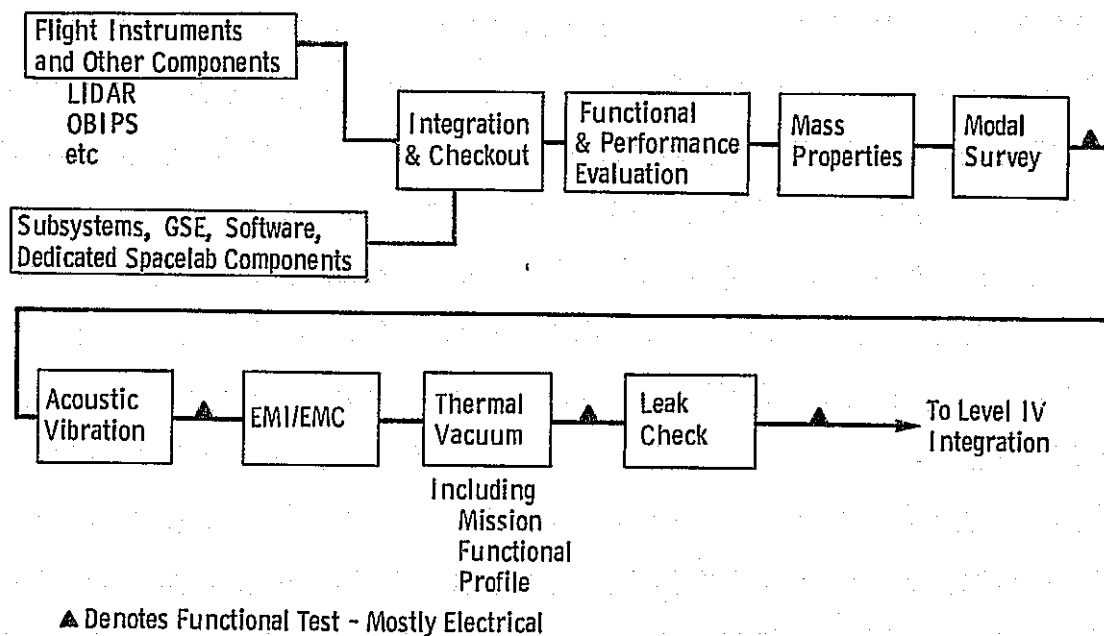 Flight Instruments
and Other Components
LIDAR
OBIPS
etc
Integration
& Checkout
Functional
& Performance
Evaluation
Mass
Properties
Modal
Survey
Subsystems, GSE, Software,
Dedicated Spacelab Components
Acoustic
Vibration
EMI/EMC
Thermal
Vacuum
Including
Mission
Functional
Profile
Leak
Check
To Level IV
Integration
▲ Denotes Functional Test - Mostly Electrical